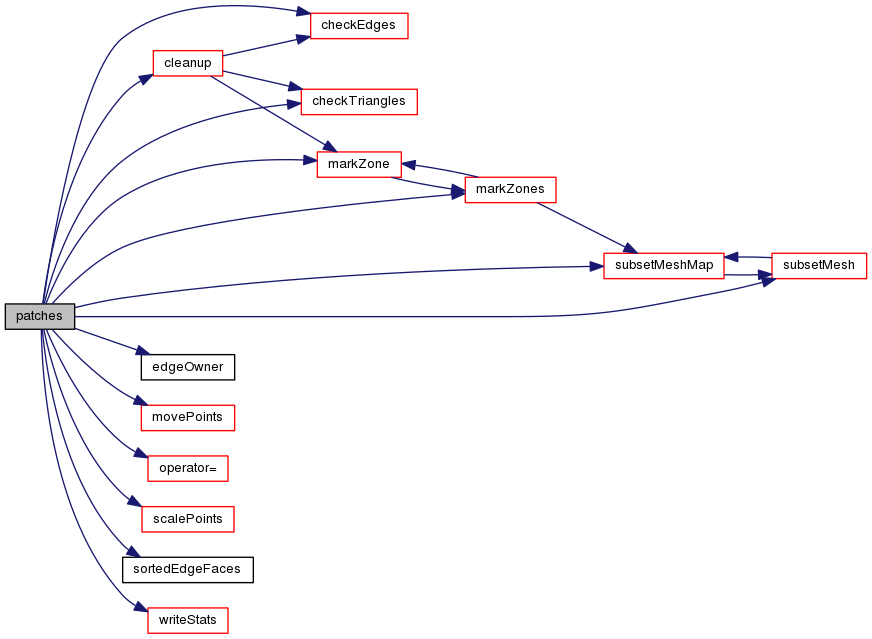 checkEdges
cleanup
checkTriangles
markZone
markZones
subsetMeshMap
subsetMesh
patches
edgeOwner
movePoints
operator=
scalePoints
sortedEdgeFaces
writeStats